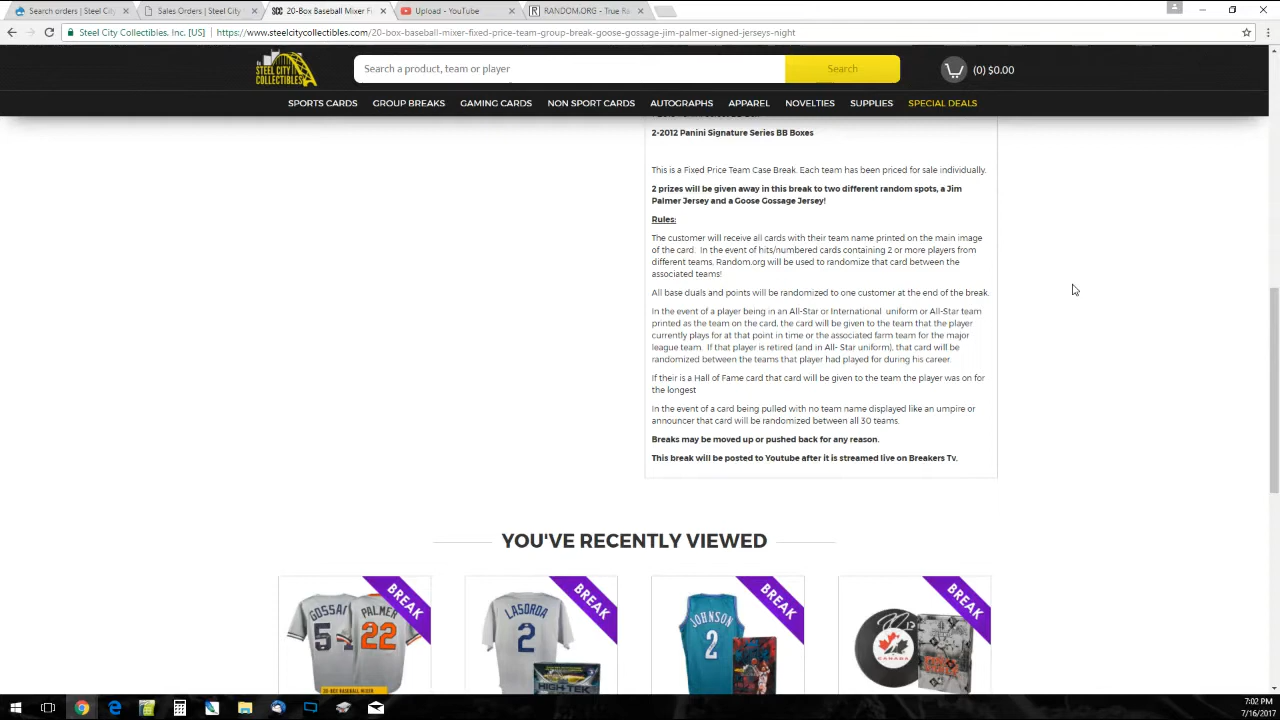 Search orders | Steel City
Sales Orders | Steel City
SCC 20-Box Baseball Mixer F
Upload - YouTube
RANDOM.ORG - True Ra
Steel City Collectibles, Inc. [US] https://www.steelcitycollectibles.com/20-box-baseball-mixer-fixed-price-team-group-break-goose-gossage-jim-palmer-signed-jerseys-night
STEEL CITY
COLLECTIBLES
Search a product, team or player
Search
(0) $0.00
SPORTS CARDS GROUP BREAKS GAMING CARDS NON SPORT CARDS AUTOGRAPHS APPAREL NOVELTIES SUPPLIES SPECIAL DEALS
2-2012 Panini Signature Series BB Boxes
This is a Fixed Price Team Case Break. Each team has been priced for sale individually.
2 prizes will be given away in this break to two different random spots, a Jim
Palmer Jersey and a Goose Gossage Jersey!
Rules:
The customer will receive all cards with their team name printed on the main image
of the card. In the event of hits/numbered cards containing 2 or more players from
different teams, Random.org will be used to randomize that card between the
associated teams!
All base duals and points will be randomized to one customer at the end of the break.
In the event of a player being in an All-Star or International uniform or All-Star team
printed as the team on the card, the card will be given to the team that the player
currently plays for at that point in time or the associated farm team for the major
league team. If that player is retired (and in All- Star uniform), that card will be
randomized between the teams that player had played for during his career.
If their is a Hall of Fame card that card will be given to the team the player was on for
the longest
In the event of a card being pulled with no team name displayed like an umpire or
announcer that card will be randomized between all 30 teams.
Breaks may be moved up or pushed back for any reason.
This break will be posted to Youtube after it is streamed live on Breakers Tv.
YOU'VE RECENTLY VIEWED
BREAK
GOSSAG
5
PALMER
22
20-BOX BASEBALL MIXER
BREAK
LASORDA
2
HIGH-TEK
BREAK
JOHNSON
2
BREAK
CANADA
7:02 PM
7/16/2017